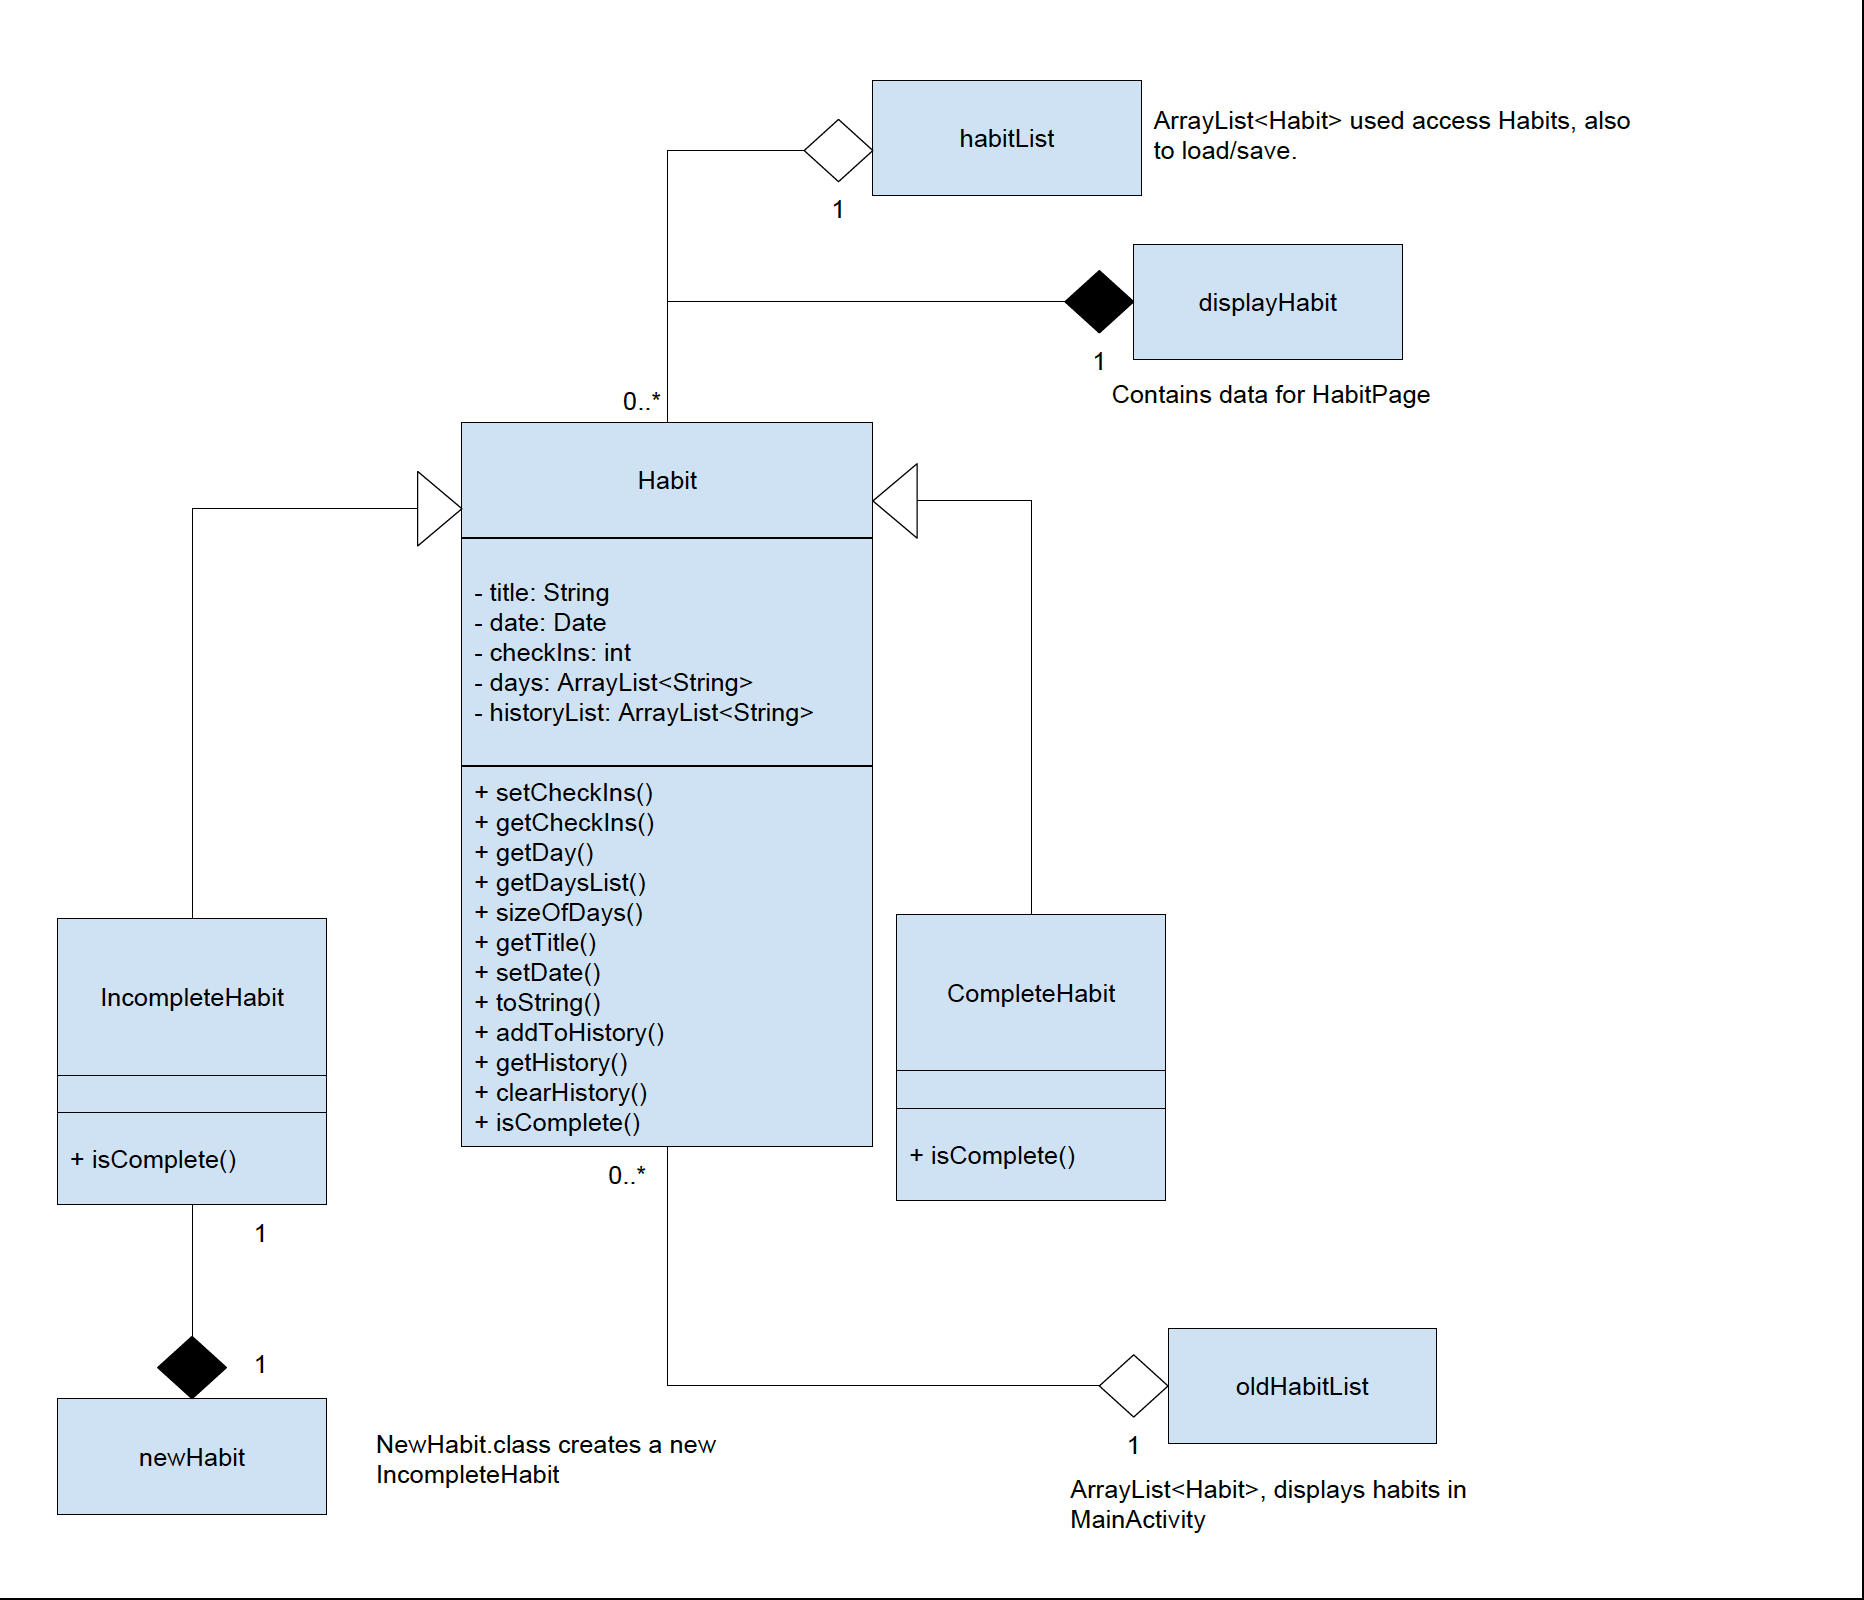 habitList
ArrayList<Habit> used access Habits, also
to load/save.
1
displayHabit
1
Contains data for HabitPage
0..*
Habit
- title: String
- date: Date
- checkIns: int
- days: ArrayList<String>
- historyList: ArrayList<String>
+ setCheckIns()
+ getCheckIns()
+ getDay()
+ getDaysList()
+ sizeOfDays()
+ getTitle()
+ setDate()
+ toString()
+ addToHistory()
+ getHistory()
+ clearHistory()
+ isComplete()
IncompleteHabit
+ isComplete()
CompleteHabit
+ isComplete()
0..*
1
1
newHabit
NewHabit.class creates a new
IncompleteHabit
oldHabitList
1
ArrayList<Habit>, displays habits in
MainActivity